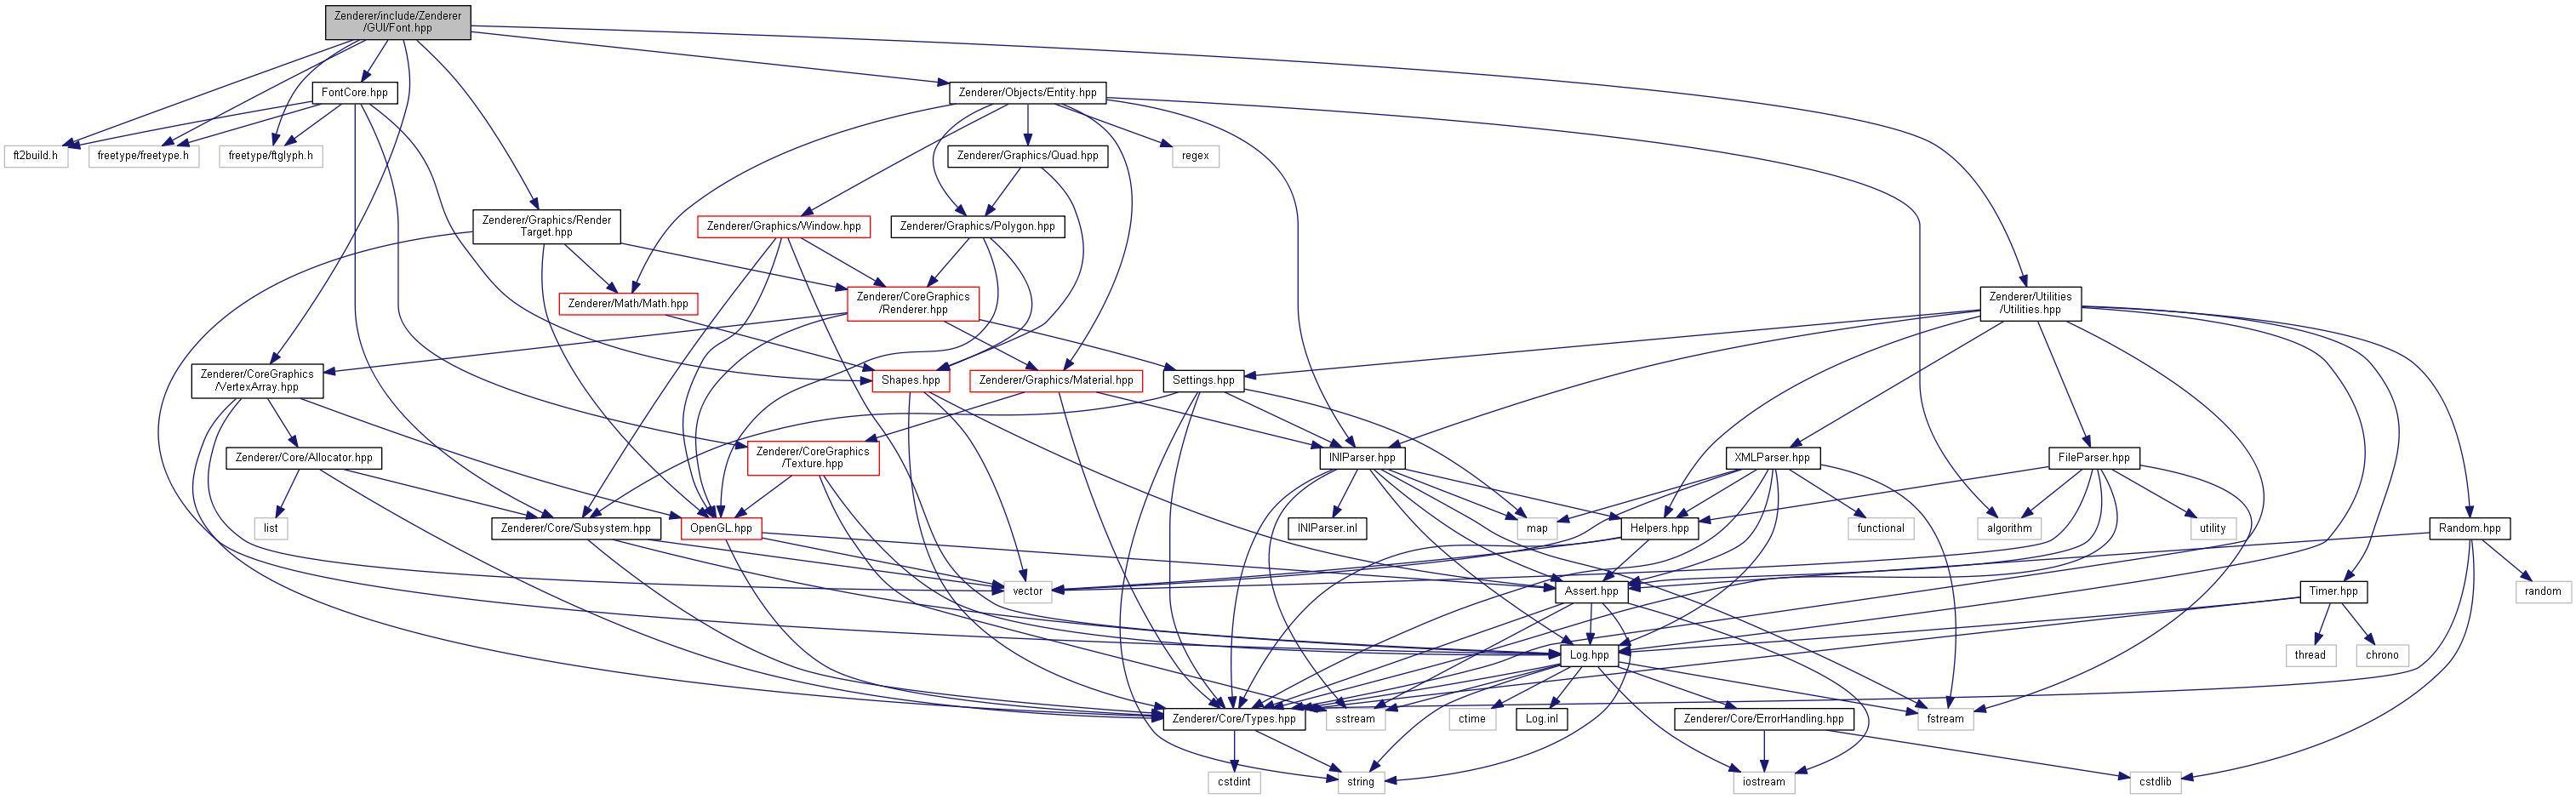 Zenderer/include/Zenderer
/GUI/Font.hpp
FontCore.hpp
Zenderer/Objects/Entity.hpp
ft2build.h
freetype/freetype.h
freetype/ftglyph.h
Zenderer/Graphics/Quad.hpp
regex
Zenderer/Graphics/Render
Target.hpp
Zenderer/Graphics/Window.hpp
Zenderer/Graphics/Polygon.hpp
Zenderer/Math/Math.hpp
Zenderer/CoreGraphics
/Renderer.hpp
Zenderer/Utilities
/Utilities.hpp
Zenderer/CoreGraphics
/VertexArray.hpp
Shapes.hpp
Zenderer/Graphics/Material.hpp
Settings.hpp
Zenderer/Core/Allocator.hpp
Zenderer/CoreGraphics
/Texture.hpp
INIParser.hpp
XMLParser.hpp
FileParser.hpp
list
Zenderer/Core/Subsystem.hpp
OpenGL.hpp
INIParser.inl
map
Helpers.hpp
functional
algorithm
utility
Random.hpp
vector
Assert.hpp
Timer.hpp
random
Log.hpp
thread
chrono
Zenderer/Core/Types.hpp
sstream
ctime
Log.inl
Zenderer/Core/ErrorHandling.hpp
fstream
cstdint
string
iostream
cstdlib